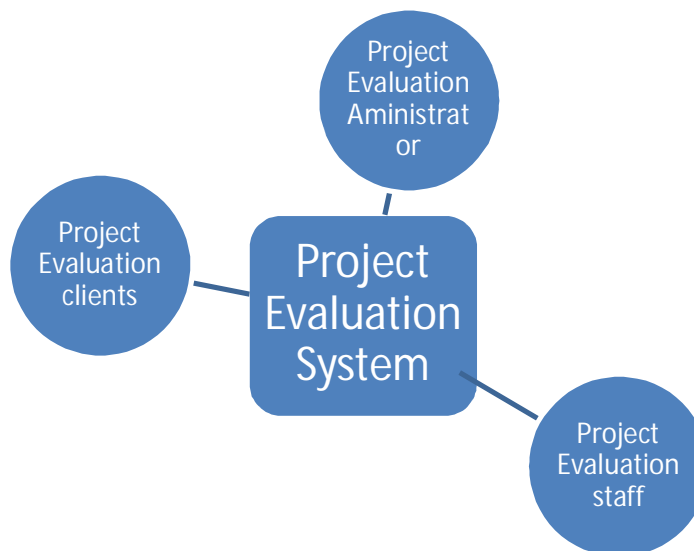 Project
Evaluation
Aministrat
or
Project
Evaluation
clients
Project
Evaluation
System
Project
Evaluation
staff